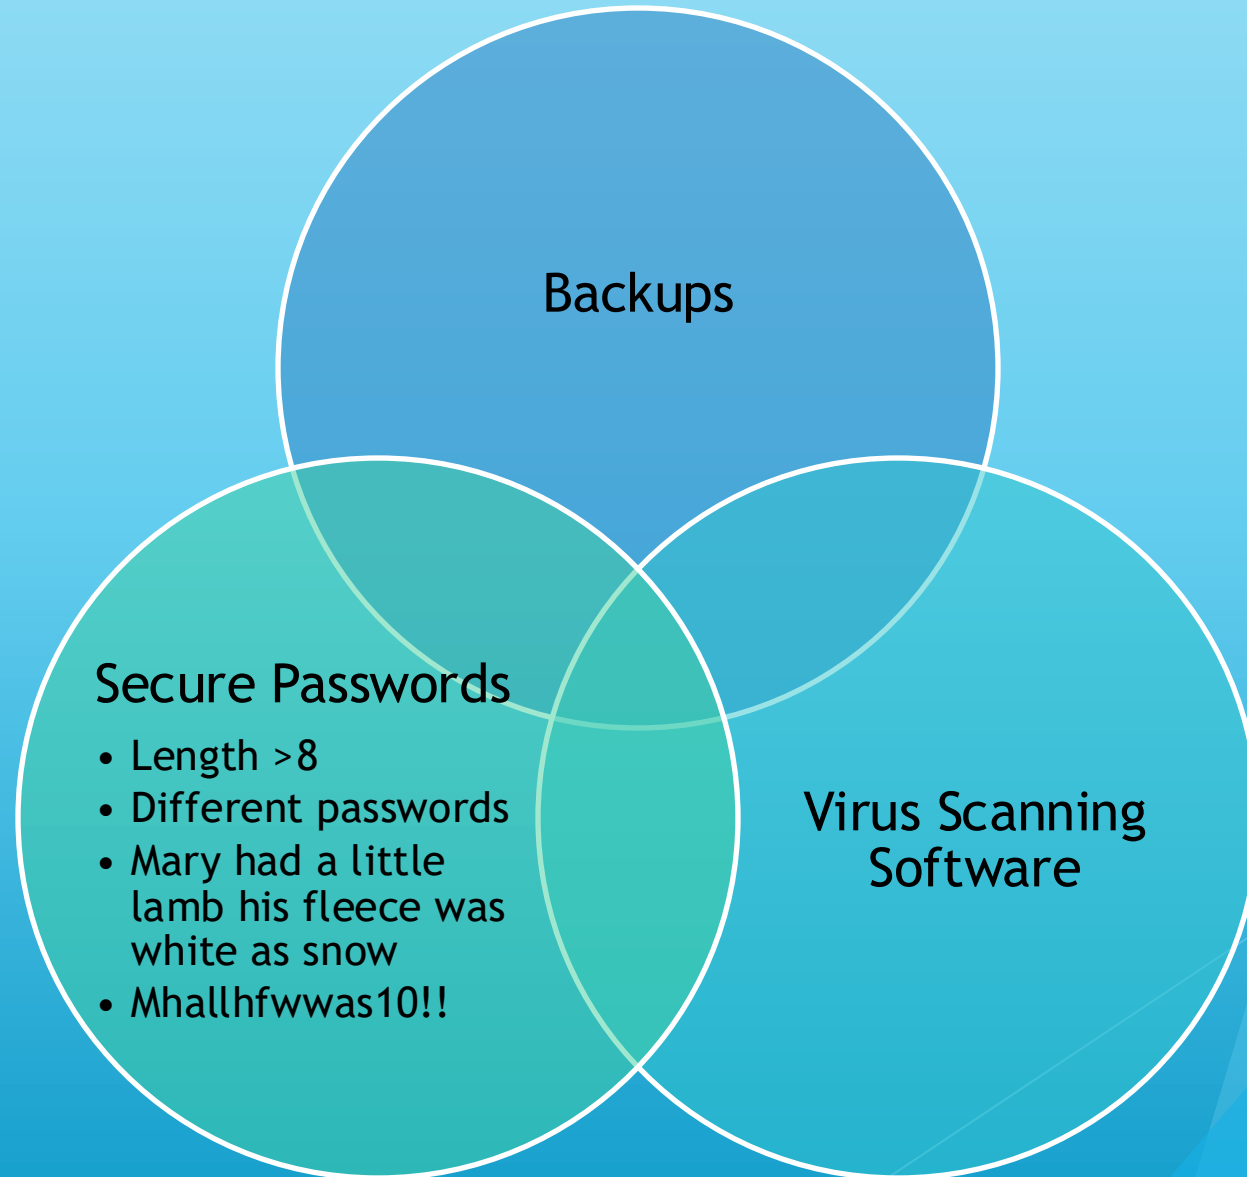 Backups
Secure Passwords
• Length >8
• Different passwords
• Mary had a little
lamb his fleece was
white as snow
• Mhallhfwwas10!!
Virus Scanning
Software